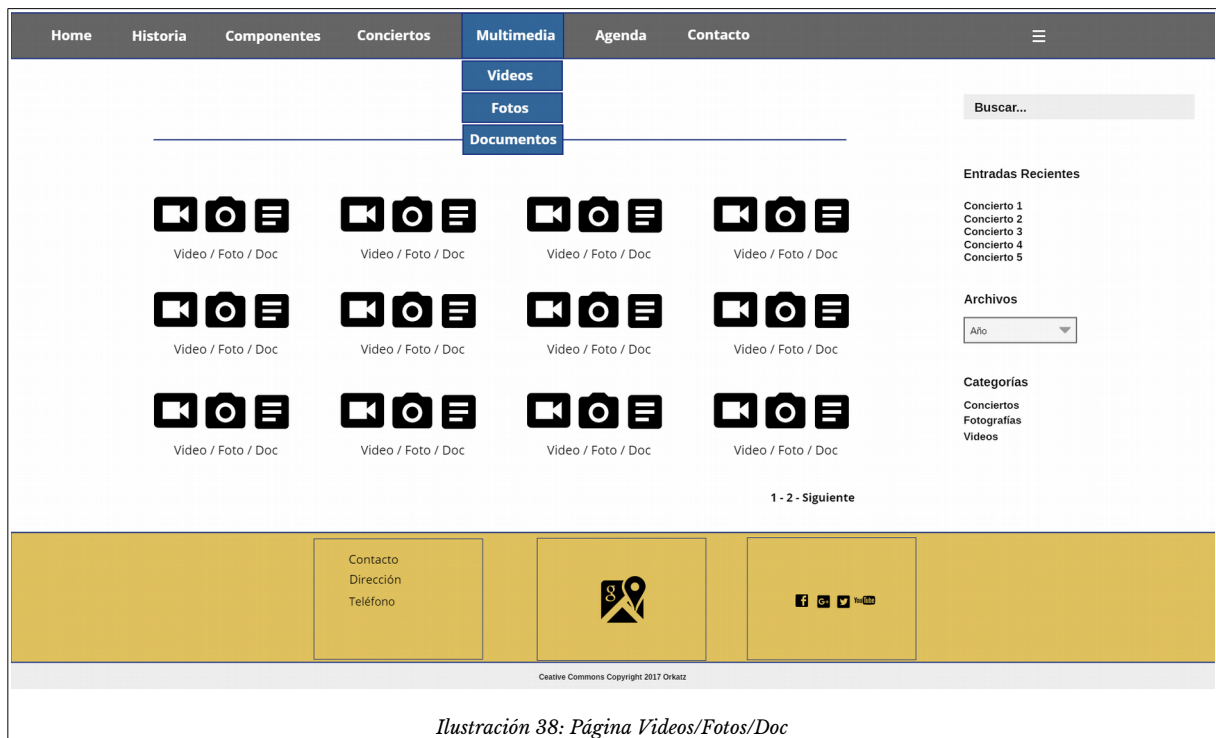 Home Historia Componentes Conciertos Multimedia Agenda Contacto
Videos
Fotos
Documentos
Video / Foto / Doc Video / Foto / Doc Video / Foto / Doc Video / Foto / Doc
Video / Foto / Doc Video / Foto / Doc Video / Foto / Doc Video / Foto / Doc
Video / Foto / Doc Video / Foto / Doc Video / Foto / Doc Video / Foto / Doc
1 - 2 - Siguiente
Buscar...
Entradas Recientes
Concierto 1
Concierto 2
Concierto 3
Concierto 4
Concierto 5
Archivos
Año
Categorías
Conciertos
Fotografías
Videos
Contacto
Dirección
Teléfono
g
f G+ YouTube
Ceative Commons Copyright 2017 Orkatz
Ilustración 38: Página Videos/Fotos/Doc